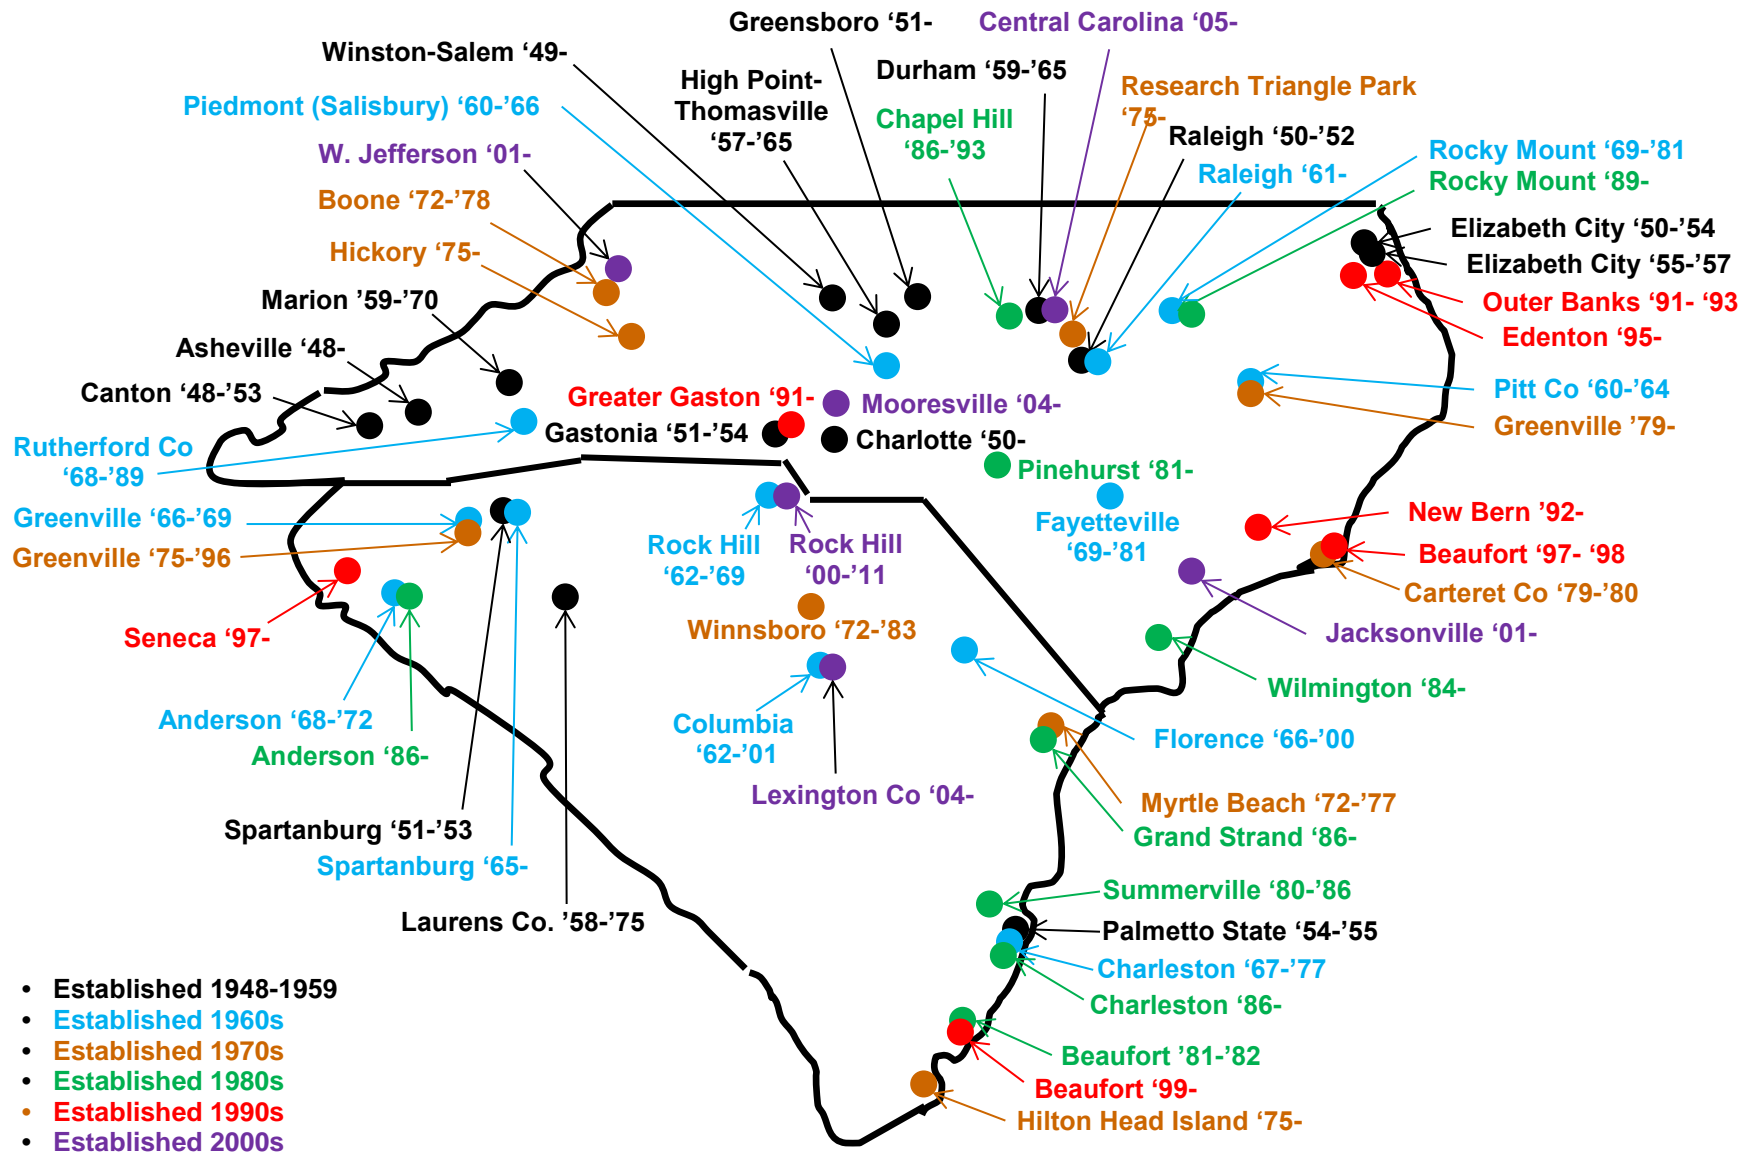 Greensboro ‘51-
Central Carolina ‘05-
Winston-Salem ‘49-
High Point-
Thomasville
‘57-’65
Durham ’59-’65
Research Triangle Park
‘75-
Piedmont (Salisbury) ‘60-’66
Chapel Hill
‘86-’93
Raleigh ‘50-’52
W. Jefferson ‘01-
Raleigh ‘61-
Rocky Mount ‘69-’81
Rocky Mount ‘89-
Boone ‘72-’78
Elizabeth City ‘50-’54
Hickory ‘75-
Elizabeth City ‘55-’57
Marion ’59-’70
Outer Banks ‘91- ‘93
Edenton ‘95-
Asheville ‘48-
Canton ‘48-’53
Greater Gaston ‘91-
Mooresville ‘04-
Pitt Co ‘60-’64
Greenville ’79-
Gastonia ‘51-’54
Charlotte ‘50-
Rutherford Co
‘68-’89
Pinehurst ‘81-
Greenville ‘66-’69
Fayetteville
‘69-’81
New Bern ’92-
Greenville ‘75-’96
Rock Hill
‘62-’69
Rock Hill
‘00-’11
Beaufort ‘97- ‘98
Carteret Co ‘79-’80
Seneca ‘97-
Winnsboro ‘72-’83
Jacksonville ‘01-
Wilmington ‘84-
Anderson ‘68-’72
Columbia
‘62-’01
Florence ‘66-’00
Anderson ‘86-
Lexington Co ‘04-
Myrtle Beach ‘72-’77
Spartanburg ‘51-’53
Grand Strand ‘86-
Spartanburg ‘65-
Summerville ‘80-’86
Laurens Co. ’58-’75
Palmetto State ‘54-’55
Charleston ‘67-’77
• Established 1948-1959
Charleston ‘86-
• Established 1960s
• Established 1970s
Beaufort ’81-’82
• Established 1980s
Beaufort ‘99-
• Established 1990s
Hilton Head Island ‘75-
• Established 2000s